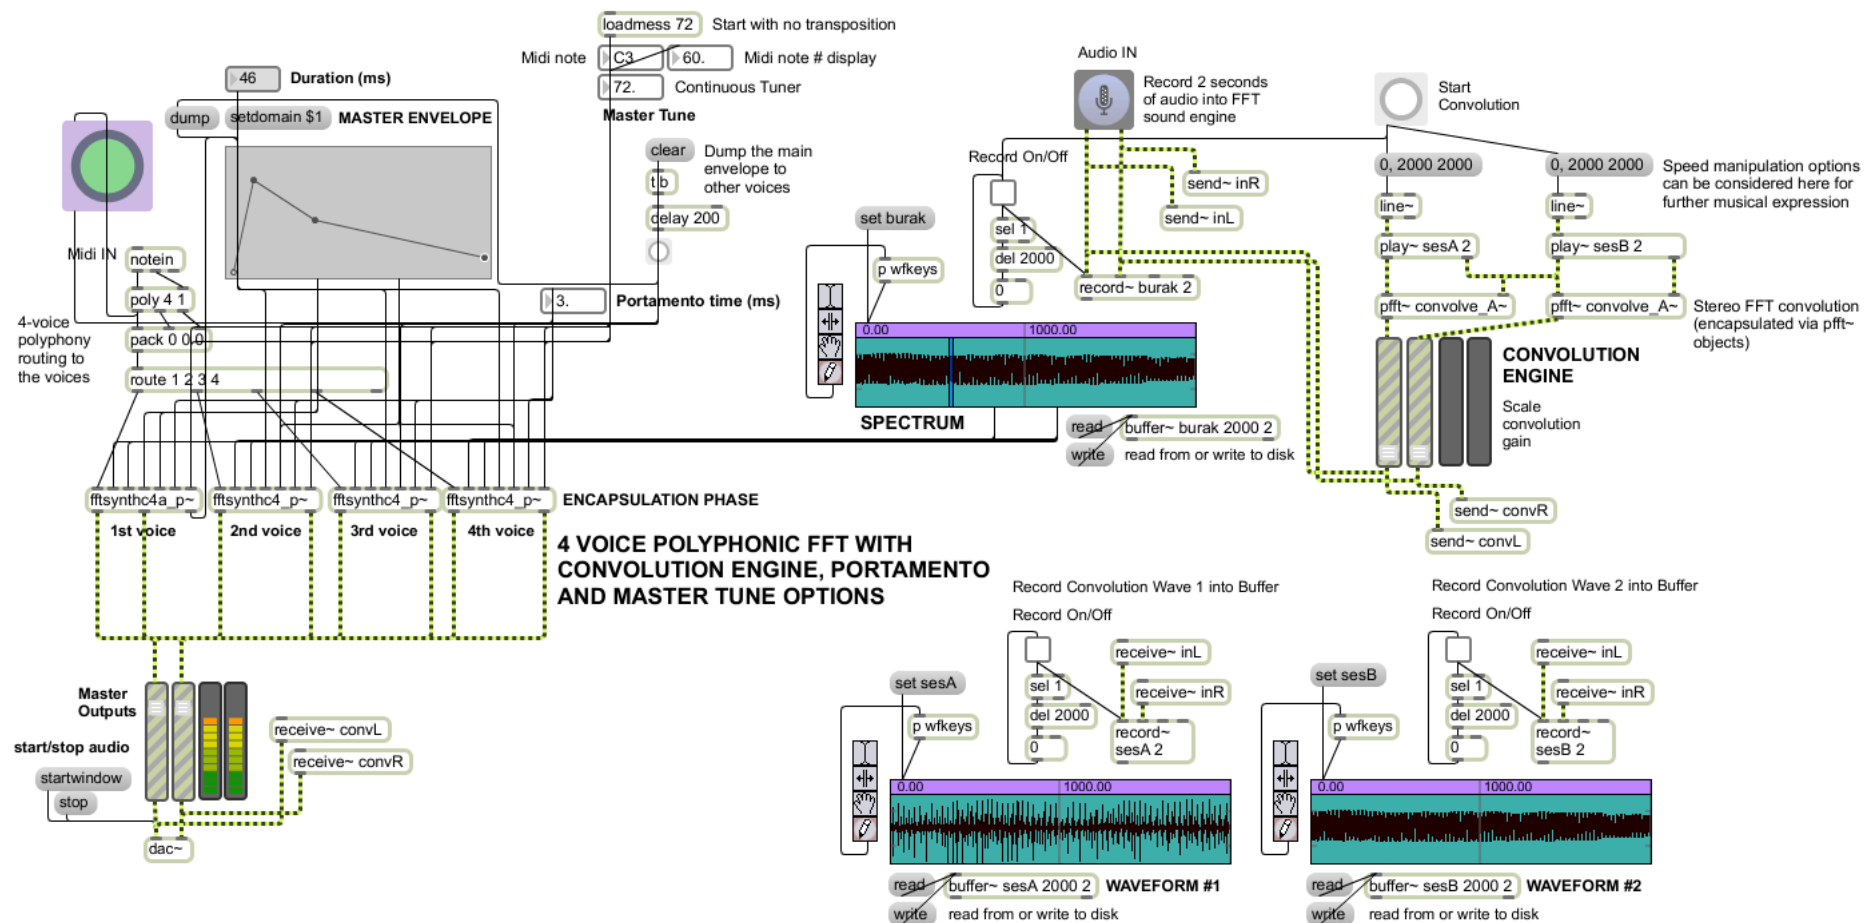 loadmess 72
Start with no transposition
Midi note
C3
60.
Midi note # display
72.
Continuous Tuner
Master Tune
46
Duration (ms)
dump
setdomain $1
MASTER ENVELOPE
clear
Dump the main
envelope to
other voices
t b
delay 200
Midi IN
notein
poly 4 1
4-voice
polyphony
routing to
the voices
pack 0 0.0
route 1 2 3 4
3.
Portamento time (ms)
fftsynthc4a_p~
fftsynthc4_p~
fftsynthc4_p~
fftsynthc4_p~
ENCAPSULATION PHASE
1st voice
2nd voice
3rd voice
4th voice
4 VOICE POLYPHONIC FFT WITH
CONVOLUTION ENGINE, PORTAMENTO
AND MASTER TUNE OPTIONS
Master
Outputs
start/stop audio
startwindow
stop
dac~
receive~ convL
receive~ convR
Audio IN
Record 2 seconds
of audio into FFT
sound engine
Record On/Off
send~ inR
send~ inL
set burak
p wfkeys
sel 1
del 2000
0
record~ burak 2
0.00
1000.00
SPECTRUM
read
buffer~ burak 2000 2
write
read from or write to disk
Start
Convolution
0, 2000 2000
0, 2000 2000
Speed manipulation options
can be considered here for
further musical expression
line~
line~
play~ sesA 2
play~ sesB 2
pfft~ convolve_A~
pfft~ convolve_A~
Stereo FFT convolution
(encapsulated via pfft~
objects)
CONVOLUTION
ENGINE
Scale
convolution
gain
send~ convR
send~ convL
Record Convolution Wave 1 into Buffer
Record On/Off
receive~ inL
receive~ inR
set sesA
p wfkeys
sel 1
del 2000
0
record~
sesA 2
0.00
1000.00
read
buffer~ sesA 2000 2
WAVEFORM #1
write
read from or write to disk
Record Convolution Wave 2 into Buffer
Record On/Off
receive~ inL
receive~ inR
set sesB
p wfkeys
sel 1
del 2000
0
record~
sesB 2
0.00
1000.00
read
buffer~ sesB 2000 2
WAVEFORM #2
write
read from or write to disk